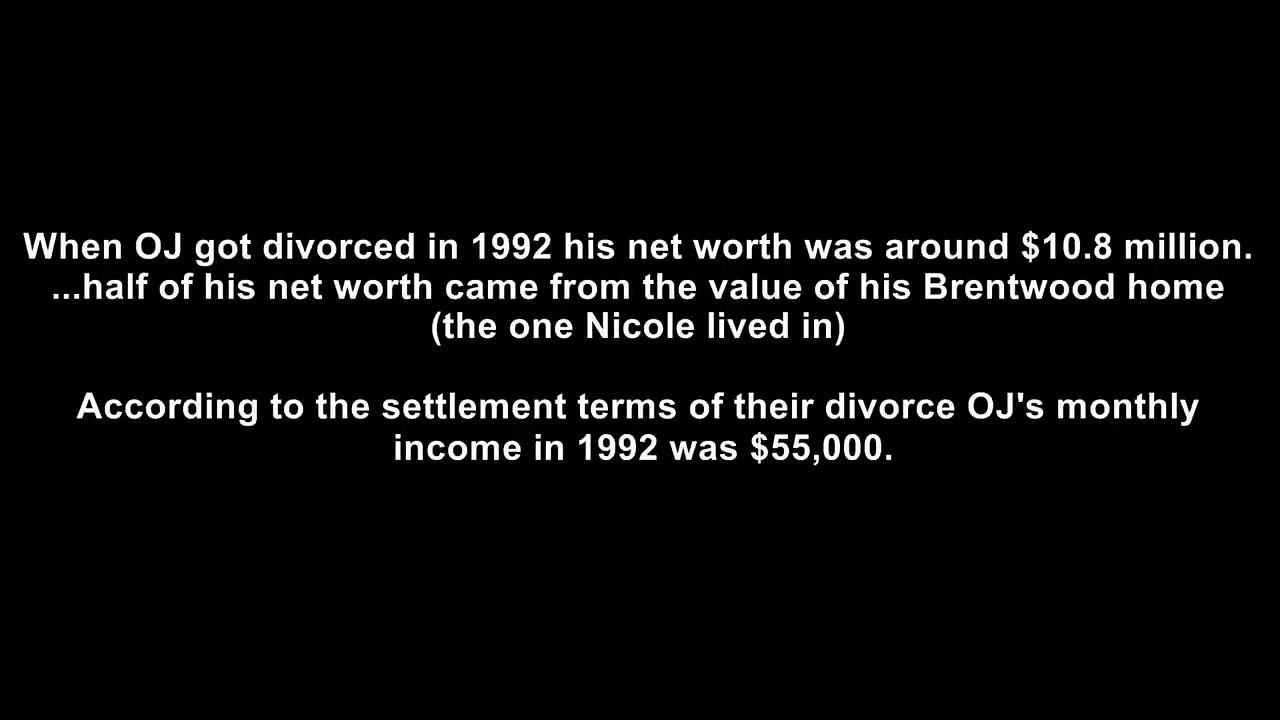 When OJ got divorced in 1992 his net worth was around $10.8 million.
...half of his net worth came from the value of his Brentwood home
(the one Nicole lived in)
According to the settlement terms of their divorce OJ's monthly
income in 1992 was $55,000.